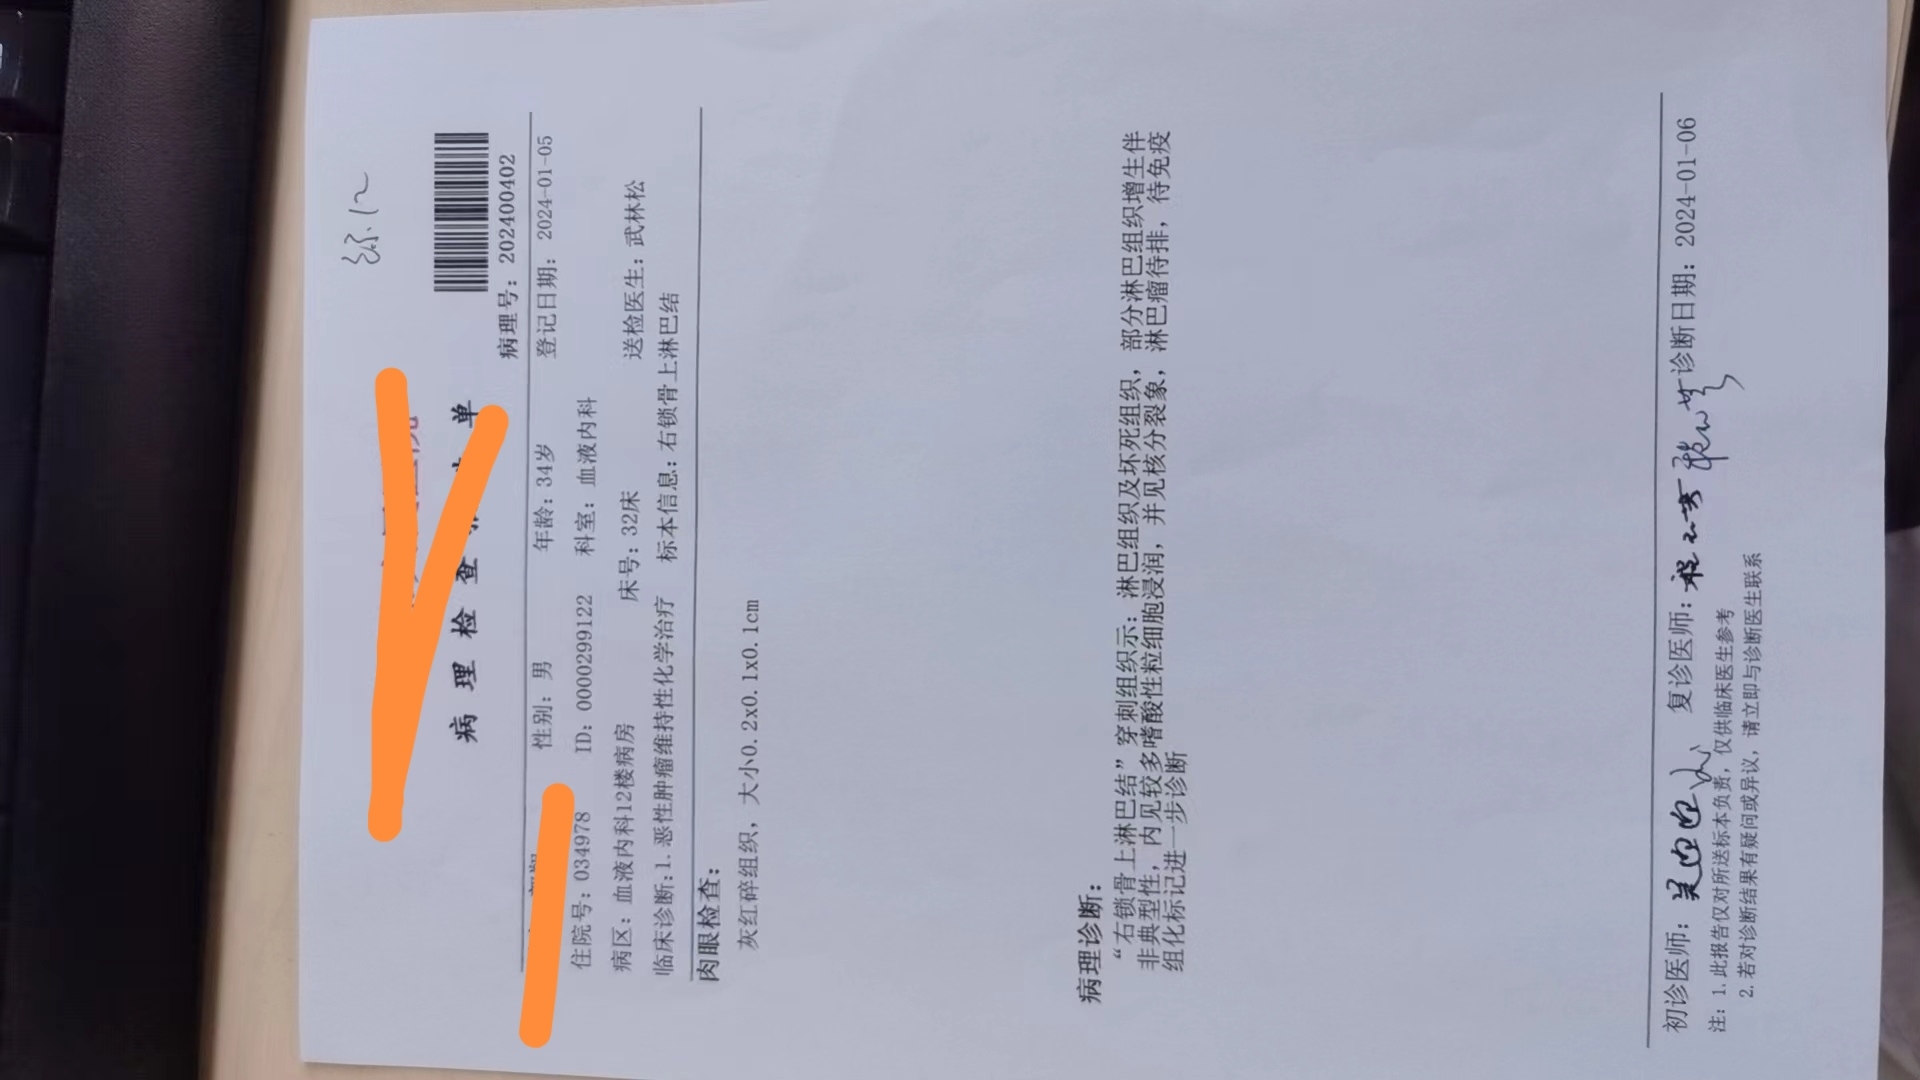 病理检查
单
病理号: 202400402
性别: 男 年龄: 34岁 登记日期: 2024-01-05
住院号: 034978 ID: 0000299122 科室: 血液内科
病区: 血液内科12楼病房 床号: 32床 送检医生: 武林松
临床诊断: 1.恶性肿瘤维持性化学治疗 标本信息: 右锁骨上淋巴结
肉眼检查:
灰红碎组织, 大小0.2x0.1x0.1cm
病理诊断:
“右锁骨上淋巴结”穿刺组织示: 淋巴组织及坏死组织, 部分淋巴组织增生伴
非典型性, 内见较多嗜酸性粒细胞浸润, 并见核分裂象, 淋巴瘤待排, 待免疫
组化标记进一步诊断
初诊医师: 复诊医师: 诊断日期: 2024-01-06
注: 1.此报告仅对所送标本负责, 仅供临床医生参考
2.若对诊断结果有疑问或异议, 请立即与诊断医生联系